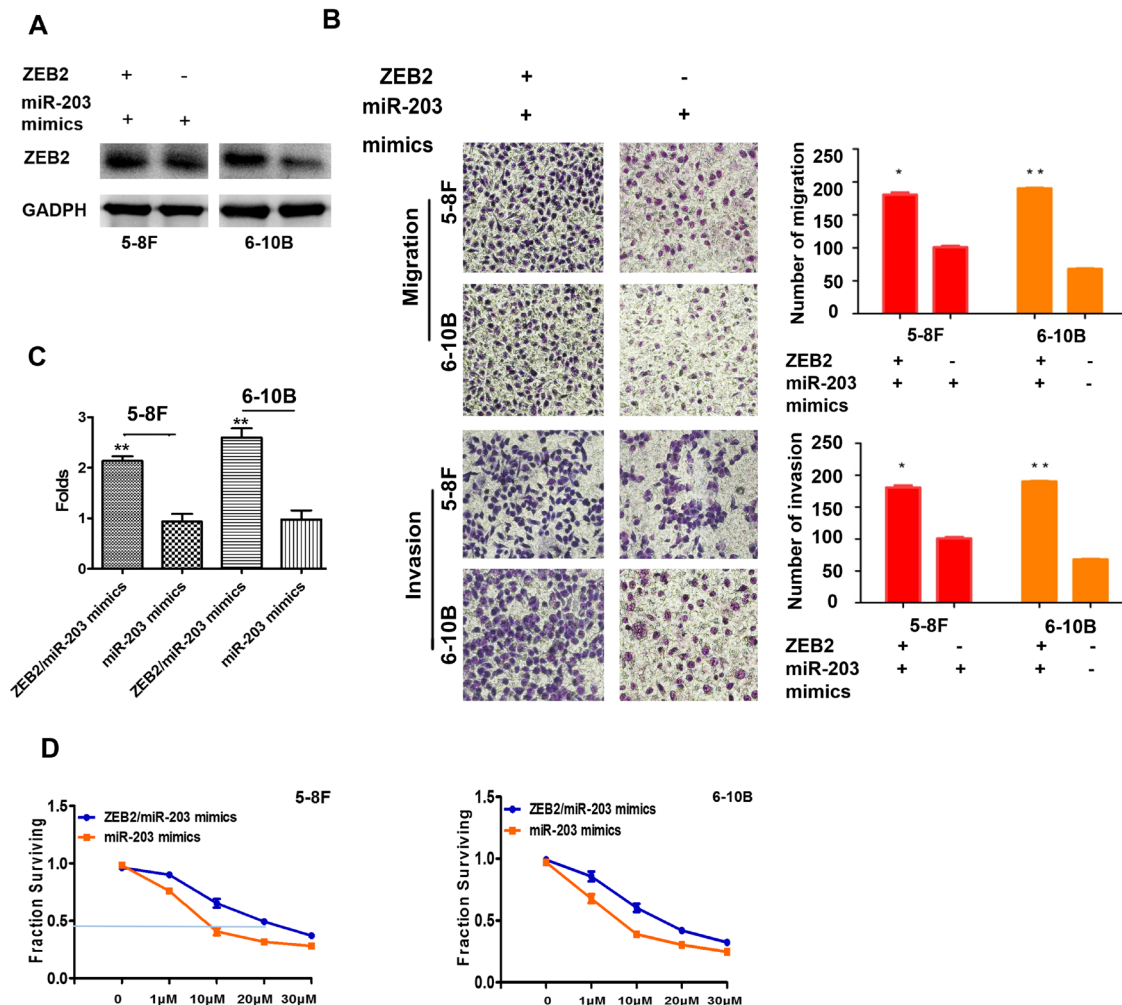 A
ZEB2 + -
miR-203
mimics + +
ZEB2
GADPH
5-8F 6-10B
B
ZEB2 + -
miR-203 + +
mimics
Migration
5-8F
6-10B
Invasion
5-8F
6-10B
Number of migration
250
200
150
100
50
0
* **
5-8F 6-10B
ZEB2 + - + -
miR-203 + + + -
mimics
Number of invasion
250
200
150
100
50
0
* **
5-8F 6-10B
ZEB2 + - + -
miR-203 + + + -
mimics
C
Folds
3
2
1
0
5-8F
6-10B
**
**
ZEB2/miR-203 mimics
miR-203 mimics
ZEB2/miR-203 mimics
miR-203 mimics
D
5-8F
Fraction Surviving
1.5
1.0
0.5
0.0
ZEB2/miR-203 mimics
miR-203 mimics
0 1μM 10μM 20μM 30μM
6-10B
Fraction Surviving
1.5
1.0
0.5
0.0
ZEB2/miR-203 mimics
miR-203 mimics
0 1μM 10μM 20μM 30μM